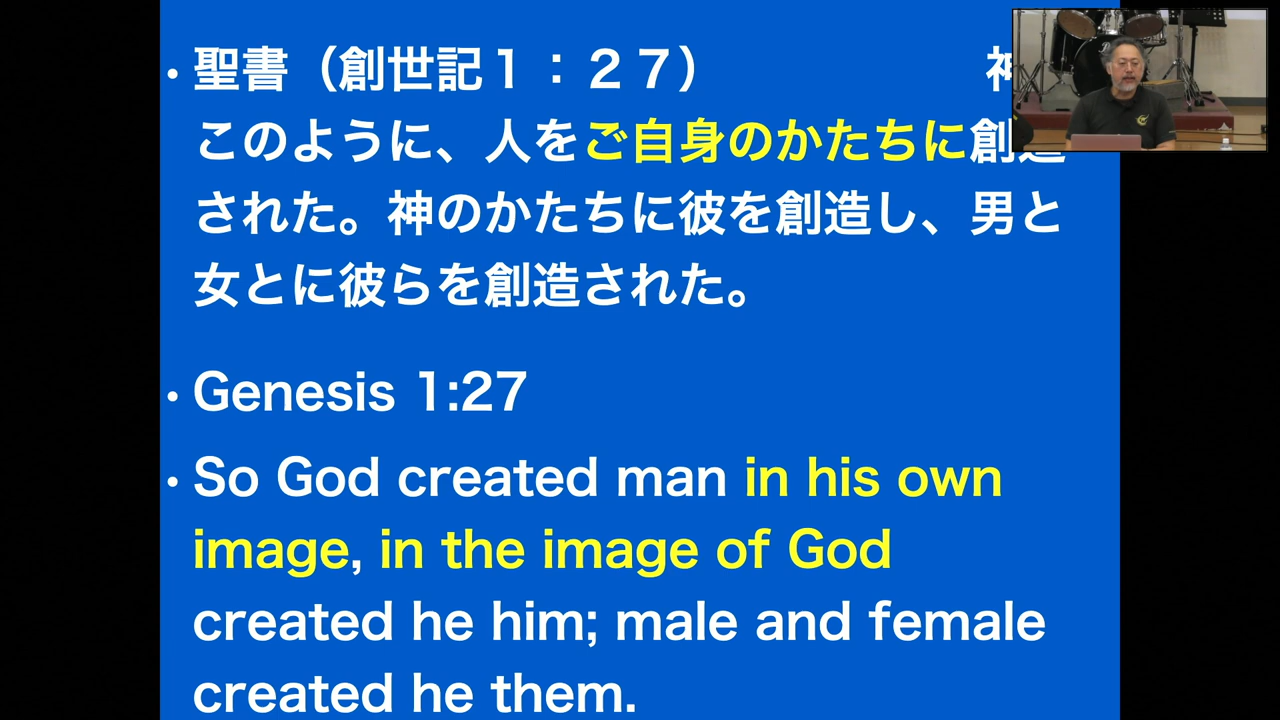 ・聖書（創世記１：２７）
このように、人をご自身のかたちに創造
された。神のかたちに彼を創造し、男と
女とに彼らを創造された。
・Genesis 1:27
・So God created man in his own
image, in the image of God
created he him; male and female
created he them.